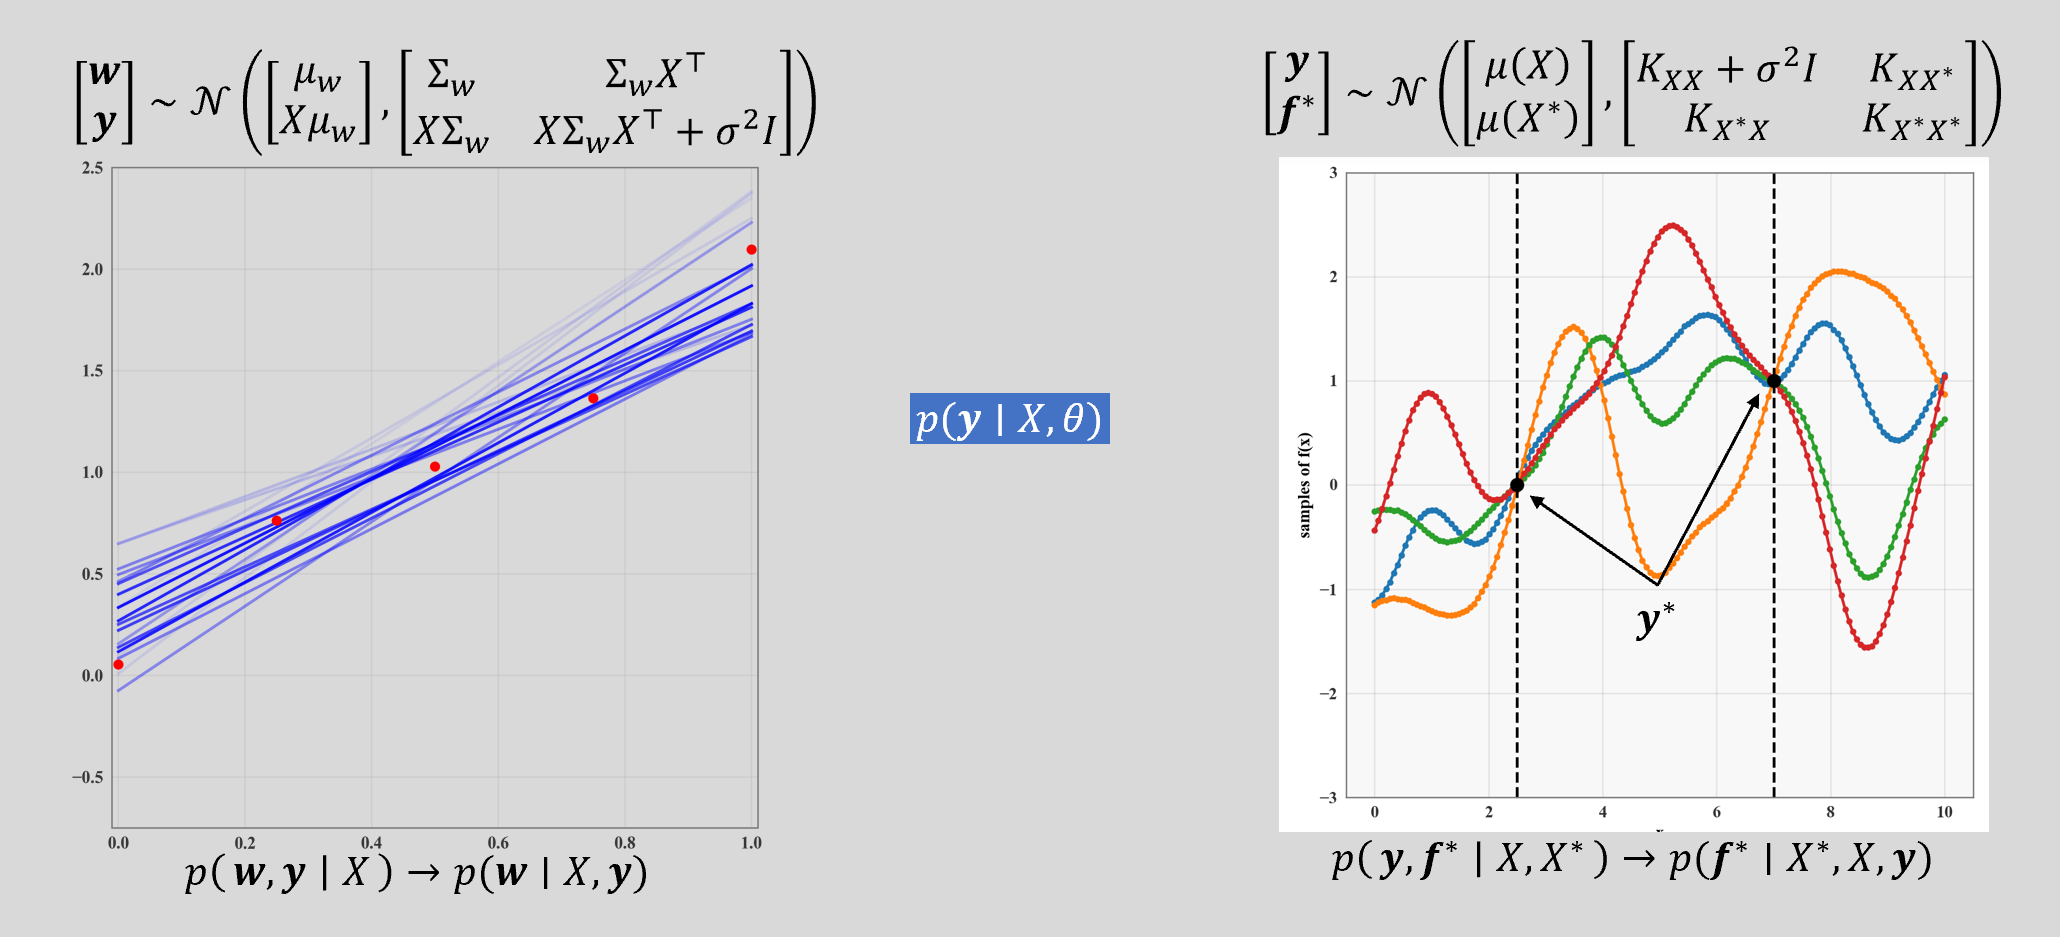 [w y] ~ 𝒩([μ_w Xμ_w], [Σ_w Σ_wX^⊤ XΣ_w XΣ_wX^⊤ + σ²I])
2.5
2.0
1.5
1.0
0.5
0.0
−0.5
0.0 0.2 0.4 0.6 0.8 1.0
p(w, y | X) → p(w | X, y)
p(y | X, θ)
[y f*] ~ 𝒩([μ(X) μ(X*)], [K_XX + σ²I K_XX* K_X*X K_X*X*])
3
2
1
0
−1
−2
−3
samples of f(x)
y*
0 2 4 6 8 10
p(y, f* | X, X*) → p(f* | X*, X, y)